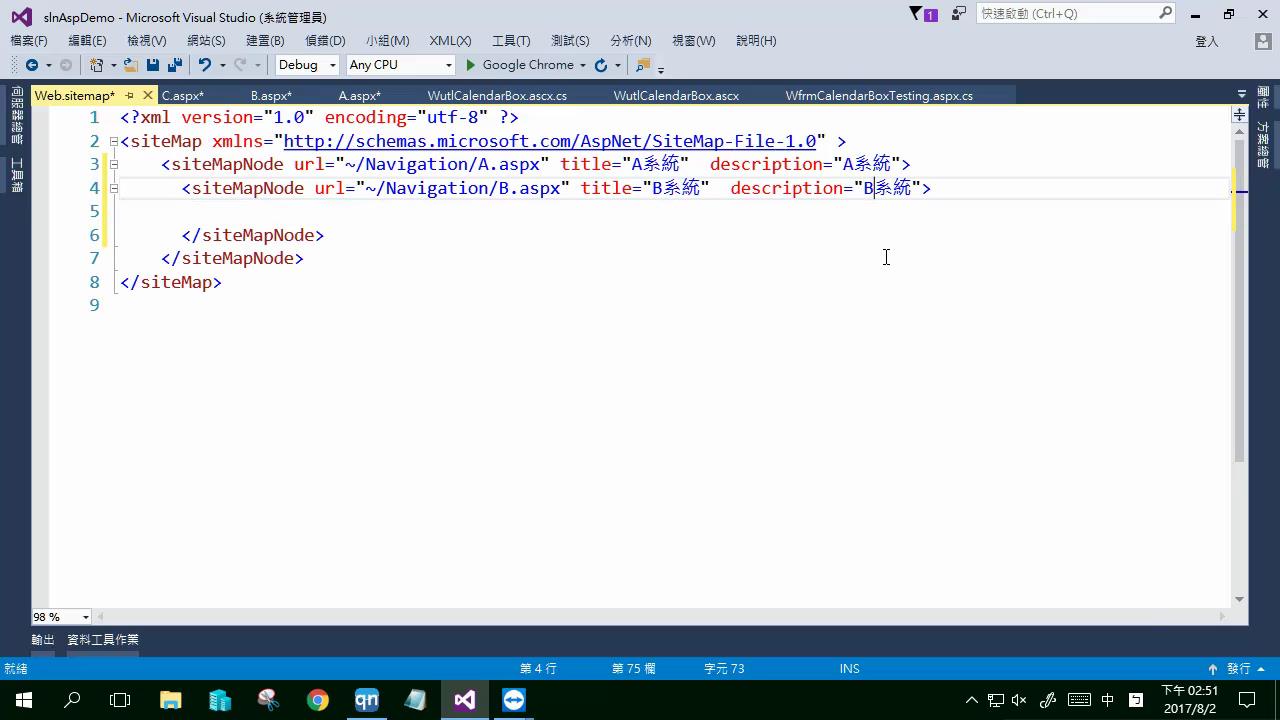 slnAspDemo - Microsoft Visual Studio (系統管理員)
1
快速啟動 (Ctrl+Q)
檔案(F) 編輯(E) 檢視(V) 網站(S) 建置(B) 偵錯(D) 小組(M) XML(X) 工具(T) 測試(S) 分析(N) 視窗(W) 說明(H)
登入
Debug Any CPU Google Chrome
伺服器總管
工具箱
Web.sitemap* C.aspx* B.aspx* A.aspx* WutlCalendarBox.ascx.cs WutlCalendarBox.ascx WfrmCalendarBoxTesting.aspx.cs
屬性
方案總管
1 <?xml version="1.0" encoding="utf-8" ?>
2 <siteMap xmlns="http://schemas.microsoft.com/AspNet/SiteMap-File-1.0" >
3 <siteMapNode url="~/Navigation/A.aspx" title="A系統" description="A系統">
4 <siteMapNode url="~/Navigation/B.aspx" title="B系統" description="B系統">
5
6 </siteMapNode>
7 </siteMapNode>
8 </siteMap>
9
98 %
輸出 資料工具作業
就緒 第 4 行 第 75 欄 字元 73 INS 發行
qn 中 下午 02:51
2017/8/2